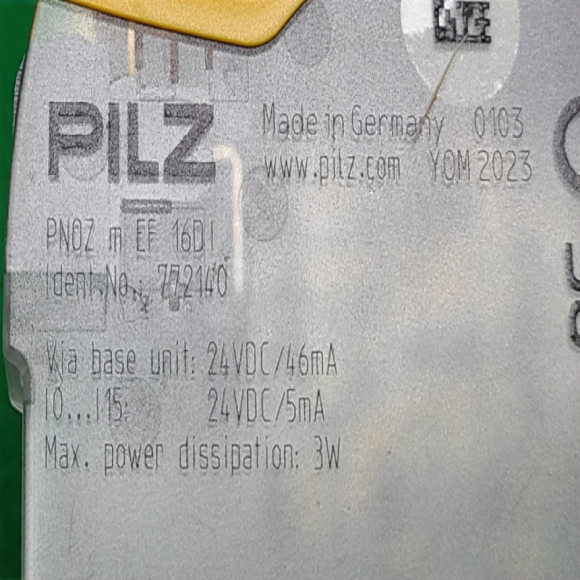 PILZ
Made in Germany 0103
www.pilz.com YOM 2023
PNOZ m EF 16DI
Ident.No.: 772140
Via base unit: 24VDC/46mA
I0...I15: 24VDC/5mA
Max. power dissipation: 3W